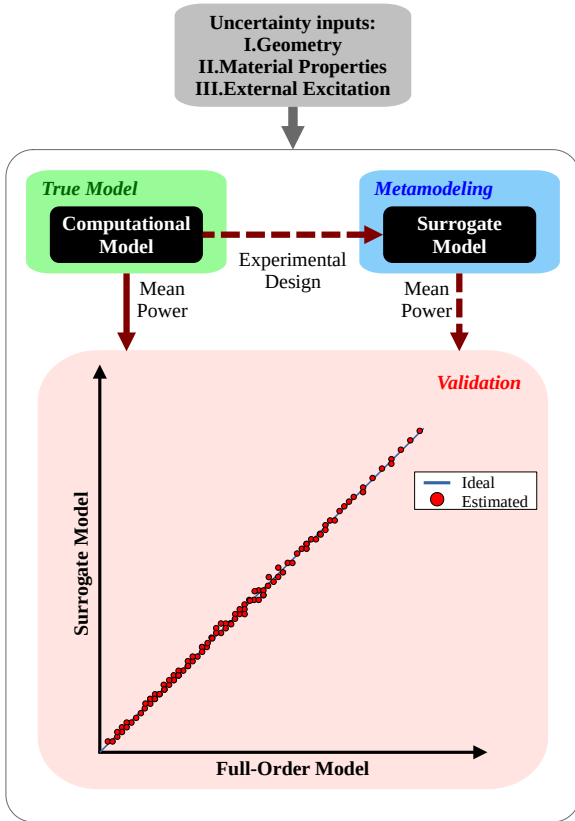 Uncertainty inputs:
I.Geometry
II.Material Properties
III.External Excitation
True Model
Computational
Model
Metamodeling
Surrogate
Model
Experimental
Design
Mean
Power
Mean
Power
Validation
Ideal
Estimated
Surrogate Model
Full-Order Model